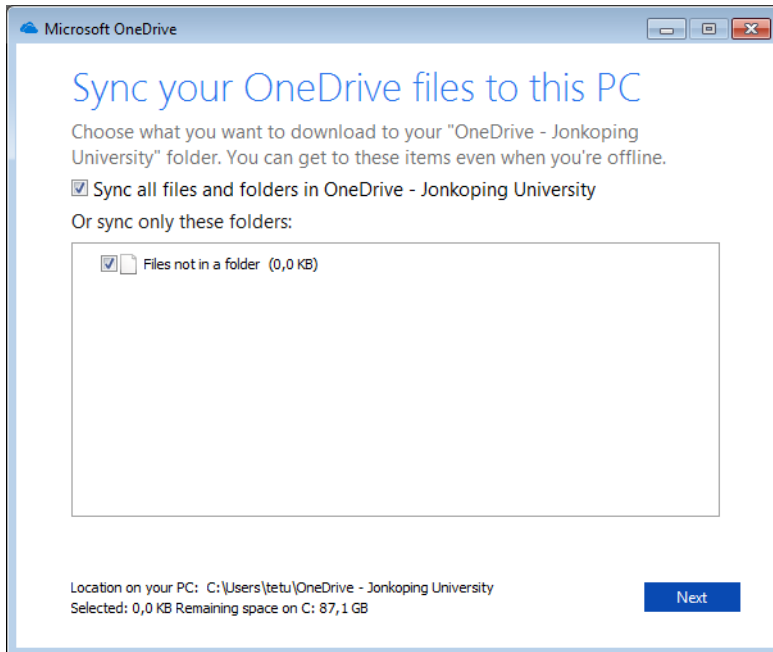 Microsoft OneDrive
Sync your OneDrive files to this PC
Choose what you want to download to your "OneDrive - Jonkoping
University" folder. You can get to these items even when you're offline.
Sync all files and folders in OneDrive - Jonkoping University
Or sync only these folders:
Files not in a folder (0,0 KB)
Location on your PC: C:\Users\tetu\OneDrive - Jonkoping University
Selected: 0,0 KB Remaining space on C: 87,1 GB
Next